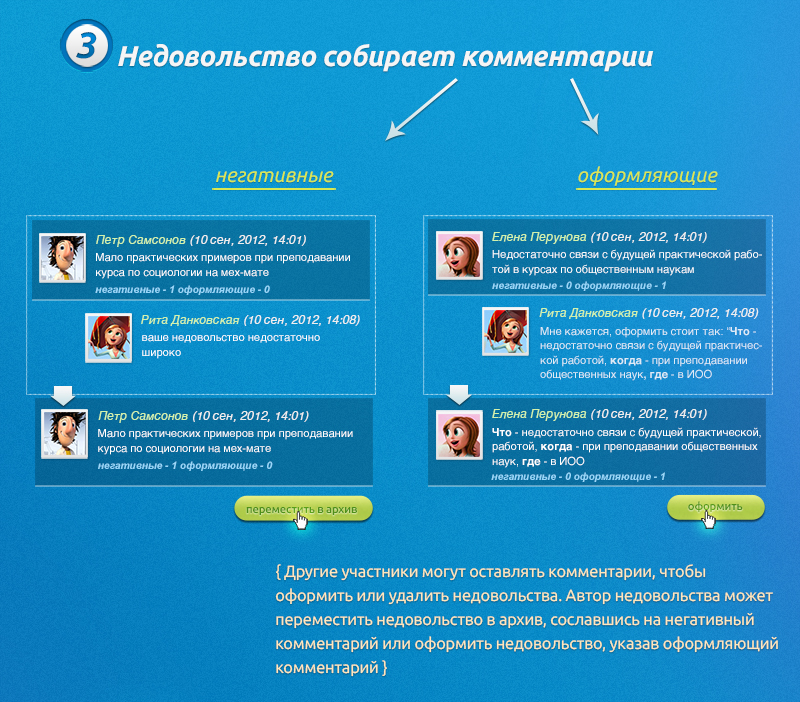 3
Недовольство собирает комментарии
негативные
Петр Самсонов (10 сен, 2012, 14:01)
Мало практических примеров при преподавании
курса по социологии на мех-мате
негативные - 1 оформляющие - 0
Рита Данковская (10 сен, 2012, 14:08)
ваше недовольство недостаточно
широко
Петр Самсонов (10 сен, 2012, 14:01)
Мало практических примеров при преподавании
курса по социологии на мех-мате
негативные - 1 оформляющие - 0
переместить в архив
оформляющие
Елена Перунова (10 сен, 2012, 14:01)
Недостаточно связи с будущей практической рабо-
той в курсах по общественным наукам
негативные - 0 оформляющие - 1
Рита Данковская (10 сен, 2012, 14:08)
Мне кажется, оформить стоит так: "Что -
недостаточно связи с будущей практичес-
кой работой, когда - при преподавании
общественных наук, где - в ИОО
Елена Перунова (10 сен, 2012, 14:01)
Что - недостаточно связи с будущей практической,
работой, когда - при преподавании общественных
наук, где - в ИОО
негативные - 0 оформляющие - 1
оформить
{ Другие участники могут оставлять комментарии, чтобы
оформить или удалить недовольства. Автор недовольства может
переместить недовольство в архив, сославшись на негативный
комментарий или оформить недовольство, указав оформляющий
комментарий }